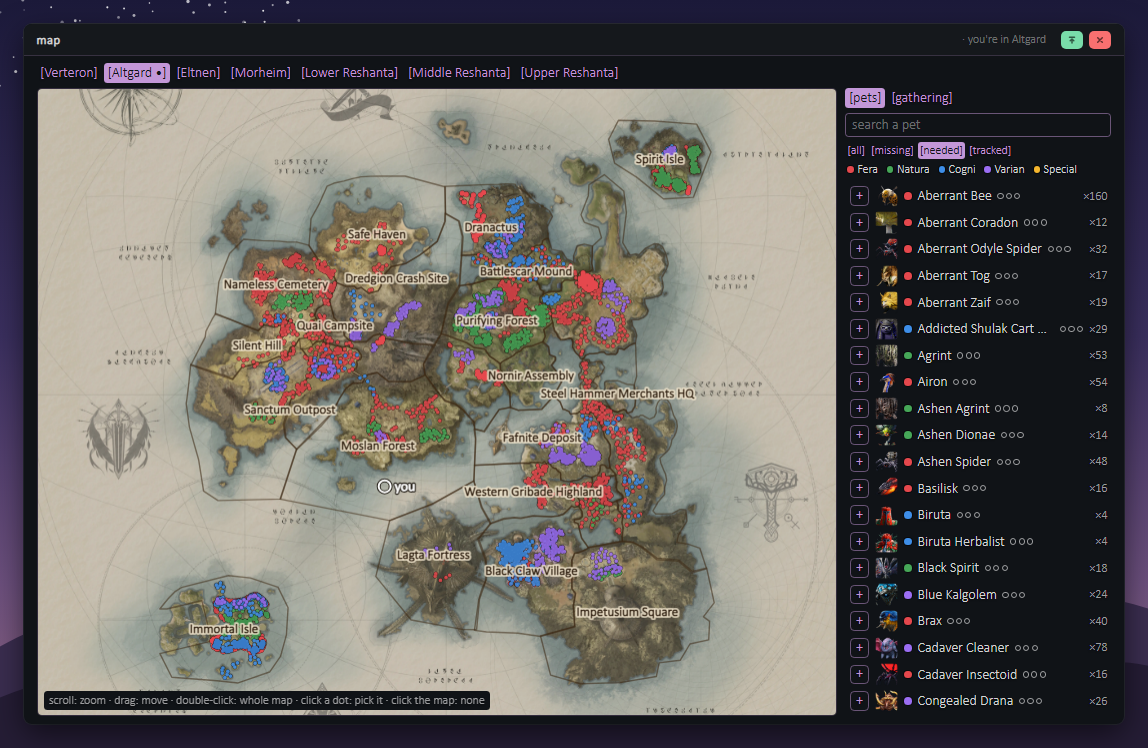 map
· you're in Altgard
[Verteron] [Altgard •] [Eltnen] [Morheim] [Lower Reshanta] [Middle Reshanta] [Upper Reshanta]
Spirit Isle
Dranactus
Safe Haven
Battlescar Mound
Dredgion Crash Site
Nameless Cemetery
Purifying Forest
Quai Campsite
Silent Hill
Nornir Assembly
Steel Hammer Merchants HQ
Sanctum Outpost
Fafnite Deposit
Moslan Forest
you
Western Gribade Highland
Lagta Fortress
Black Claw Village
Impetusium Square
Immortal Isle
scroll: zoom · drag: move · double-click: whole map · click a dot: pick it · click the map: none
[pets] [gathering]
search a pet
[all] [missing] [needed] [tracked]
Fera Natura Cogni Varian Special
+ Aberrant Bee ×160
+ Aberrant Coradon ×12
+ Aberrant Odyle Spider ×32
+ Aberrant Tog ×17
+ Aberrant Zaif ×19
+ Addicted Shulak Cart ... ×29
+ Agrint ×53
+ Airon ×54
+ Ashen Agrint ×8
+ Ashen Dionae ×14
+ Ashen Spider ×48
+ Basilisk ×16
+ Biruta ×4
+ Biruta Herbalist ×4
+ Black Spirit ×18
+ Blue Kalgolem ×24
+ Brax ×40
+ Cadaver Cleaner ×78
+ Cadaver Insectoid ×16
+ Congealed Drana ×26